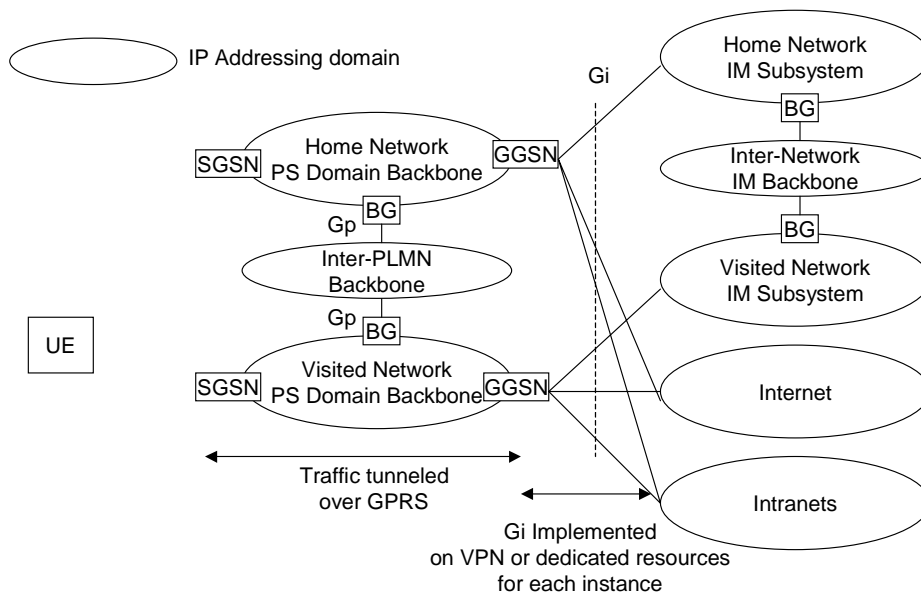 IP Addressing domain
Gi
Home Network
IM Subsystem
BG
SGSN
Home Network
PS Domain Backbone
GGSN
Inter-Network
IM Backbone
BG
Gp
BG
Inter-PLMN
Backbone
Visited Network
IM Subsystem
Gp
BG
UE
SGSN
Visited Network
PS Domain Backbone
GGSN
Internet
Traffic tunneled
over GPRS
Intranets
Gi Implemented
on VPN or dedicated resources
for each instance